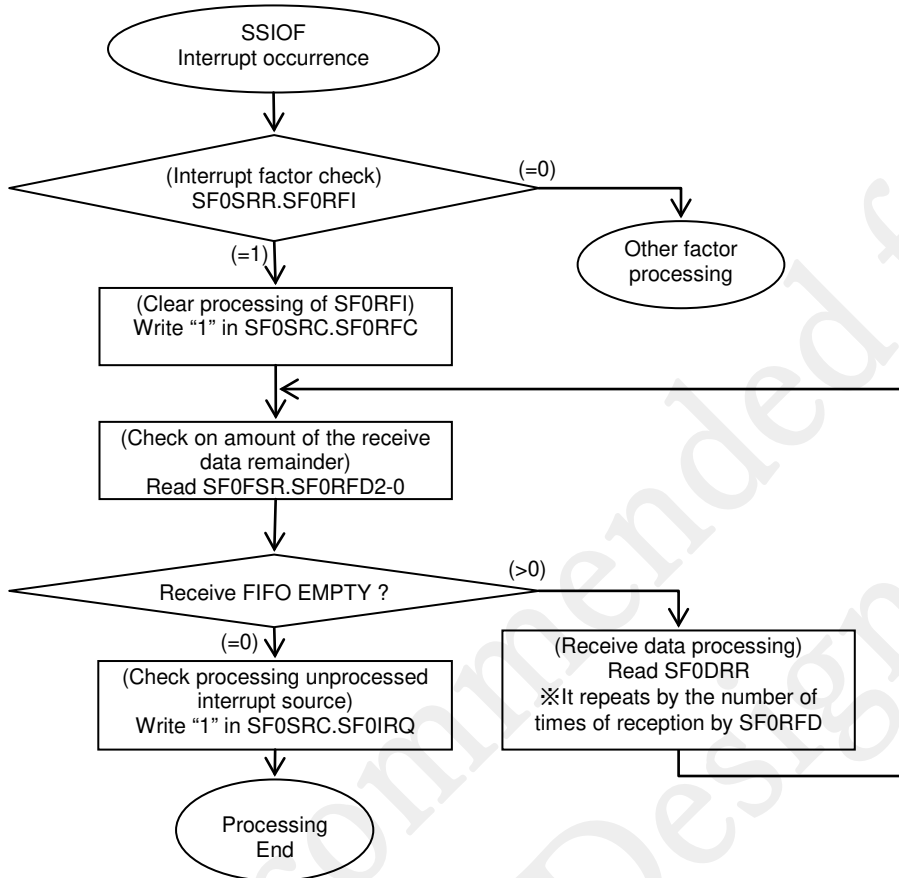 SSIOF
Interrupt occurrence
(Interrupt factor check)
SF0SRR.SF0RFI
(=0)
Other factor
processing
(=1)
(Clear processing of SF0RFI)
Write “1” in SF0SRC.SF0RFC
(Check on amount of the receive
data remainder)
Read SF0FSR.SF0RFD2-0
Receive FIFO EMPTY ?
(>0)
(=0)
(Check processing unprocessed
interrupt source)
Write “1” in SF0SRC.SF0IRQ
(Receive data processing)
Read SF0DRR
※It repeats by the number of
times of reception by SF0RFD
Processing
End
commended f
Design